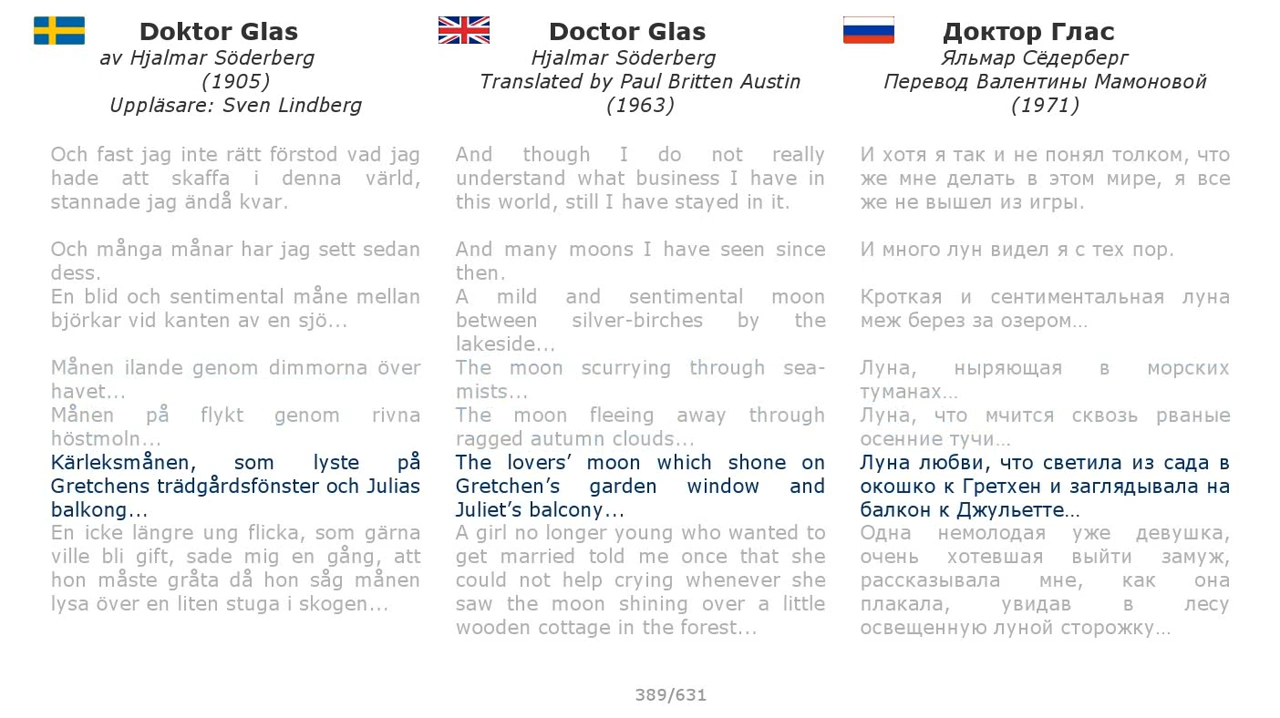 Doktor Glas
av Hjalmar Söderberg
(1905)
Uppläsare: Sven Lindberg
Och fast jag inte rätt förstod vad jag
hade att skaffa i denna värld,
stannade jag ändå kvar.
Och många månar har jag sett sedan
dess.
En blid och sentimental måne mellan
björkar vid kanten av en sjö...
Månen ilande genom dimmorna över
havet...
Månen på flykt genom rivna
höstmoln...
Kärleksmånen, som lyste på
Gretchens trädgårdsfönster och Julias
balkong...
En icke längre ung flicka, som gärna
ville bli gift, sade mig en gång, att
hon måste gråta då hon såg månen
lysa över en liten stuga i skogen...
Doctor Glas
Hjalmar Söderberg
Translated by Paul Britten Austin
(1963)
And though I do not really
understand what business I have in
this world, still I have stayed in it.
And many moons I have seen since
then.
A mild and sentimental moon
between silver-birches by the
lakeside...
The moon scurrying through sea-
mists...
The moon fleeing away through
ragged autumn clouds...
The lovers’ moon which shone on
Gretchen’s garden window and
Juliet’s balcony...
A girl no longer young who wanted to
get married told me once that she
could not help crying whenever she
saw the moon shining over a little
wooden cottage in the forest...
Доктор Глас
Яльмар Сёдерберг
Перевод Валентины Мамоновой
(1971)
И хотя я так и не понял толком, что
же мне делать в этом мире, я все
же не вышел из игры.
И много лун видел я с тех пор.
Кроткая и сентиментальная луна
меж берез за озером…
Луна, ныряющая в морских
туманах…
Луна, что мчится сквозь рваные
осенние тучи…
Луна любви, что светила из сада в
окошко к Гретхен и заглядывала на
балкон к Джульетте…
Одна немолодая уже девушка,
очень хотевшая выйти замуж,
рассказывала мне, как она
плакала, увидав в лесу
освещенную луной сторожку…
389/631